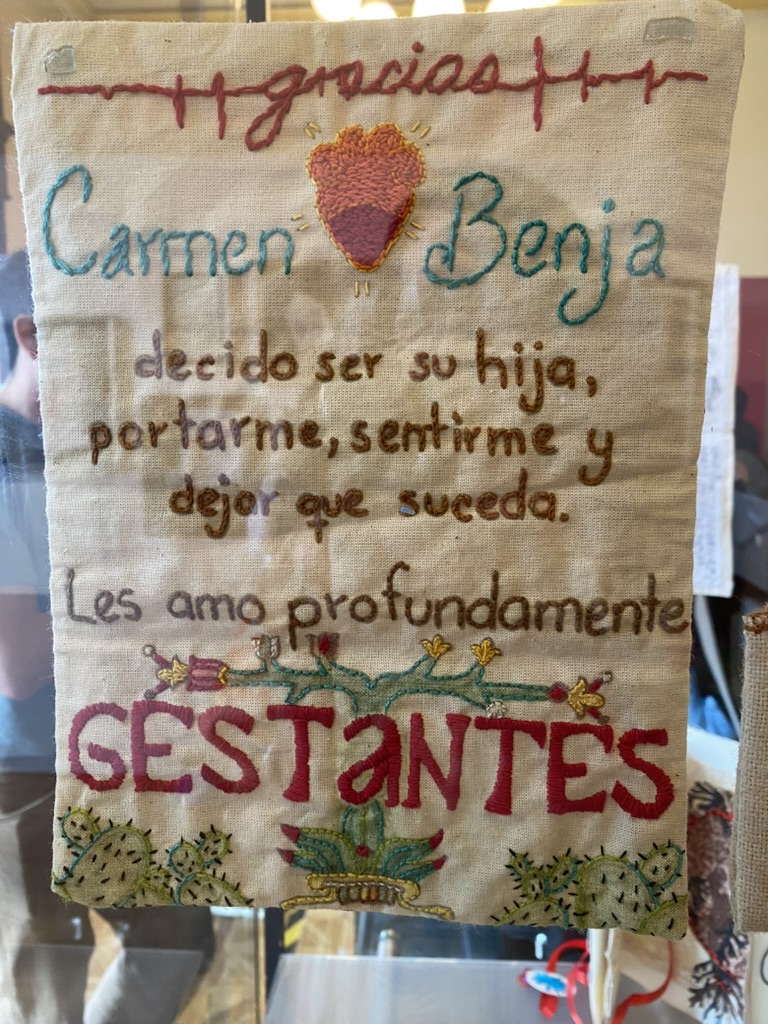 gracias
Carmen Benja
decido ser su hija,
portarme, sentirme y
dejar que suceda.
Les amo profundamente
GESTaNTES